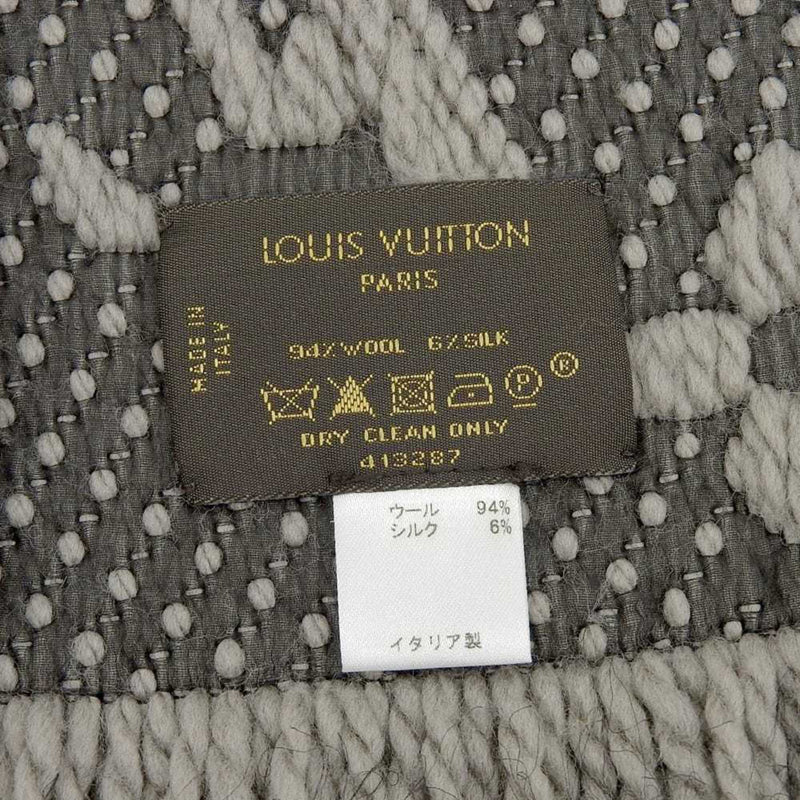 LOUIS VUITTON
PARIS
MADE IN
ITALY
94% WOOL 6% SILK
P
R
DRY CLEAN ONLY
413287
ウール 94%
シルク 6%
イタリア製